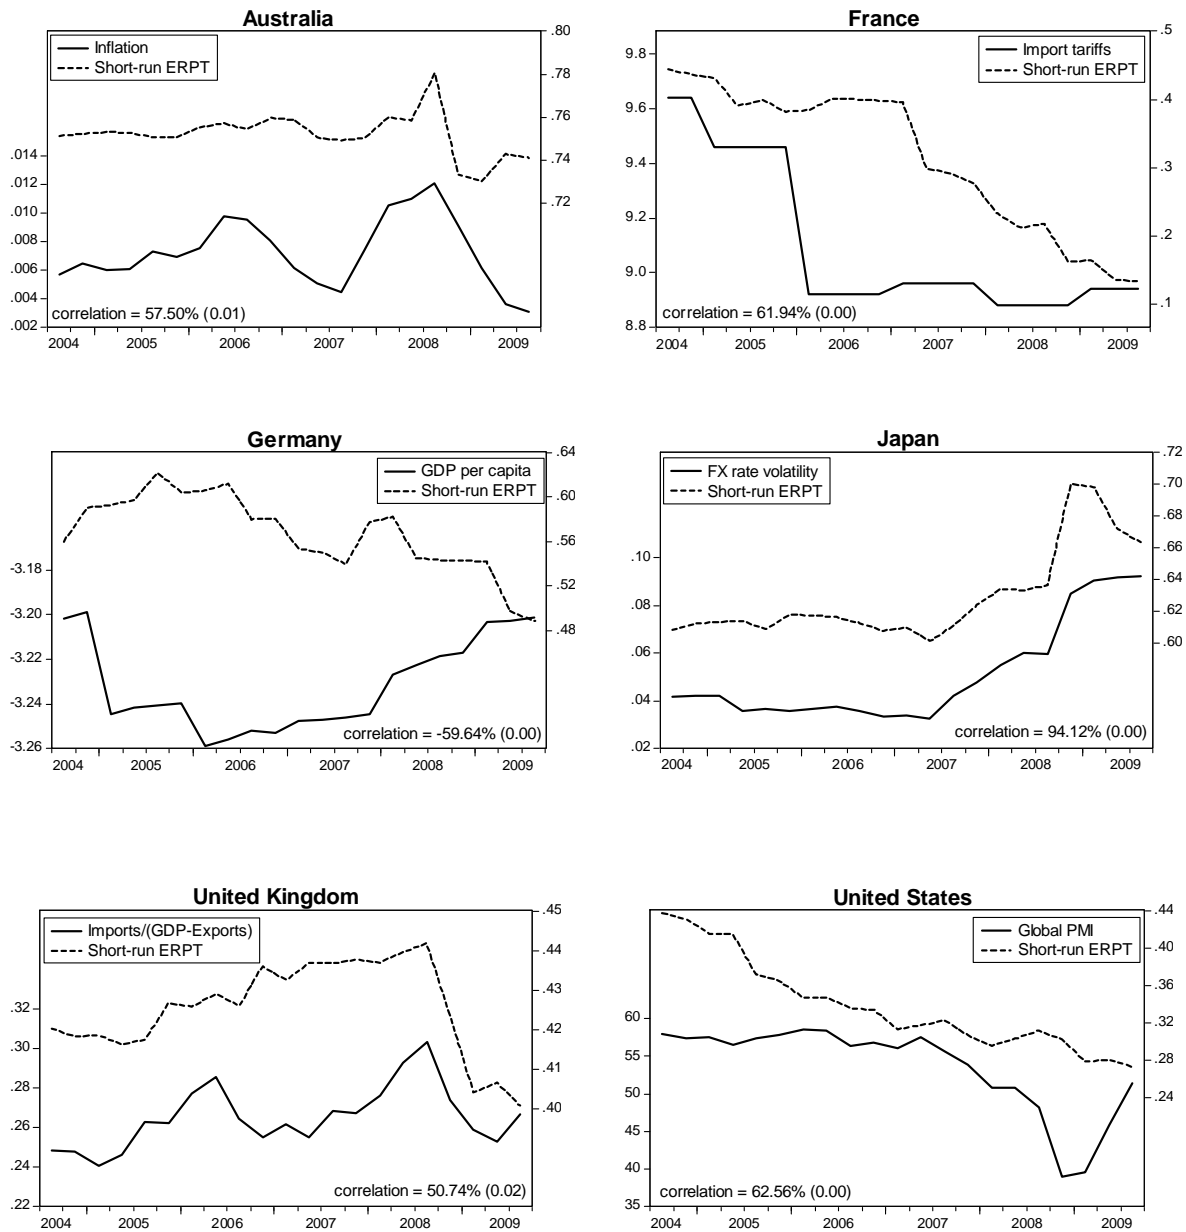 Australia
Inflation
Short-run ERPT
.80
.78
.76
.74
.72
.014
.012
.010
.008
.006
.004
.002
correlation = 57.50% (0.01)
2004 2005 2006 2007 2008 2009
France
Import tariffs
Short-run ERPT
9.8
9.6
9.4
9.2
9.0
8.8
.5
.4
.3
.2
.1
correlation = 61.94% (0.00)
2004 2005 2006 2007 2008 2009
Germany
GDP per capita
Short-run ERPT
.64
.60
.56
.52
.48
-3.18
-3.20
-3.22
-3.24
-3.26
correlation = -59.64% (0.00)
2004 2005 2006 2007 2008 2009
Japan
FX rate volatility
Short-run ERPT
.72
.70
.68
.66
.64
.62
.60
.10
.08
.06
.04
.02
correlation = 94.12% (0.00)
2004 2005 2006 2007 2008 2009
United Kingdom
Imports/(GDP-Exports)
Short-run ERPT
.45
.44
.43
.42
.41
.40
.32
.30
.28
.26
.24
.22
correlation = 50.74% (0.02)
2004 2005 2006 2007 2008 2009
United States
Global PMI
Short-run ERPT
.44
.40
.36
.32
.28
.24
60
55
50
45
40
35
correlation = 62.56% (0.00)
2004 2005 2006 2007 2008 2009